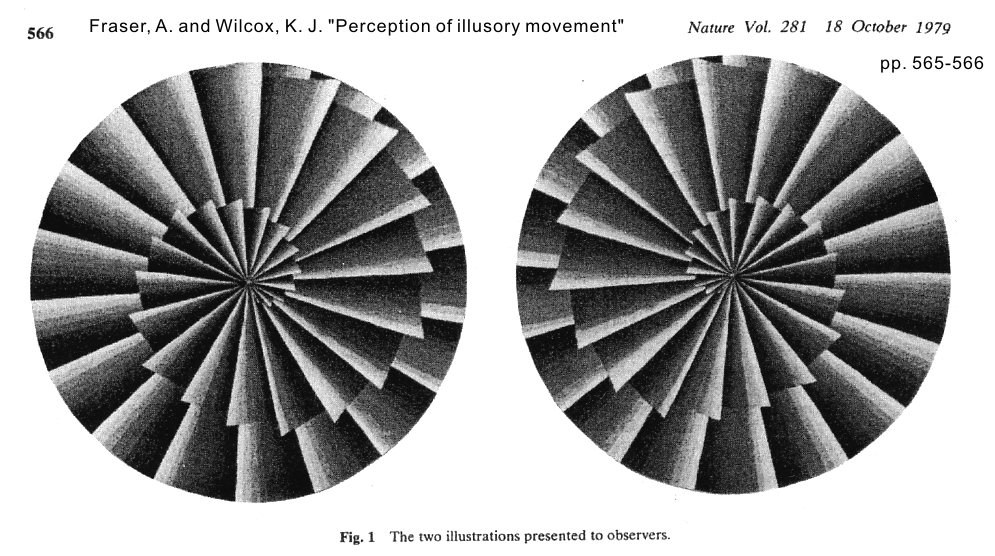 566 Fraser, A. and Wilcox, K. J. "Perception of illusory movement" Nature Vol. 281 18 October 1979
pp. 565-566
Fig. 1 The two illustrations presented to observers.